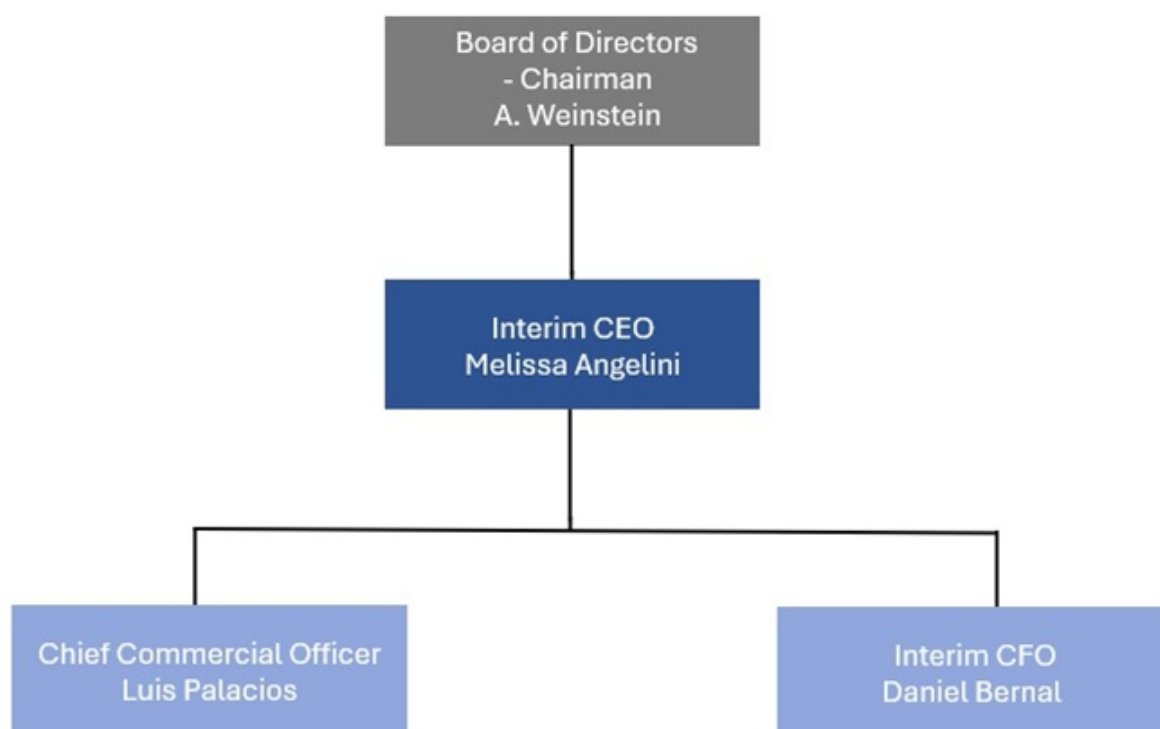 Board of Directors
- Chairman
A. Weinstein
Interim CEO
Melissa Angelini
Chief Commercial Officer
Luis Palacios
Interim CFO
Daniel Bernal